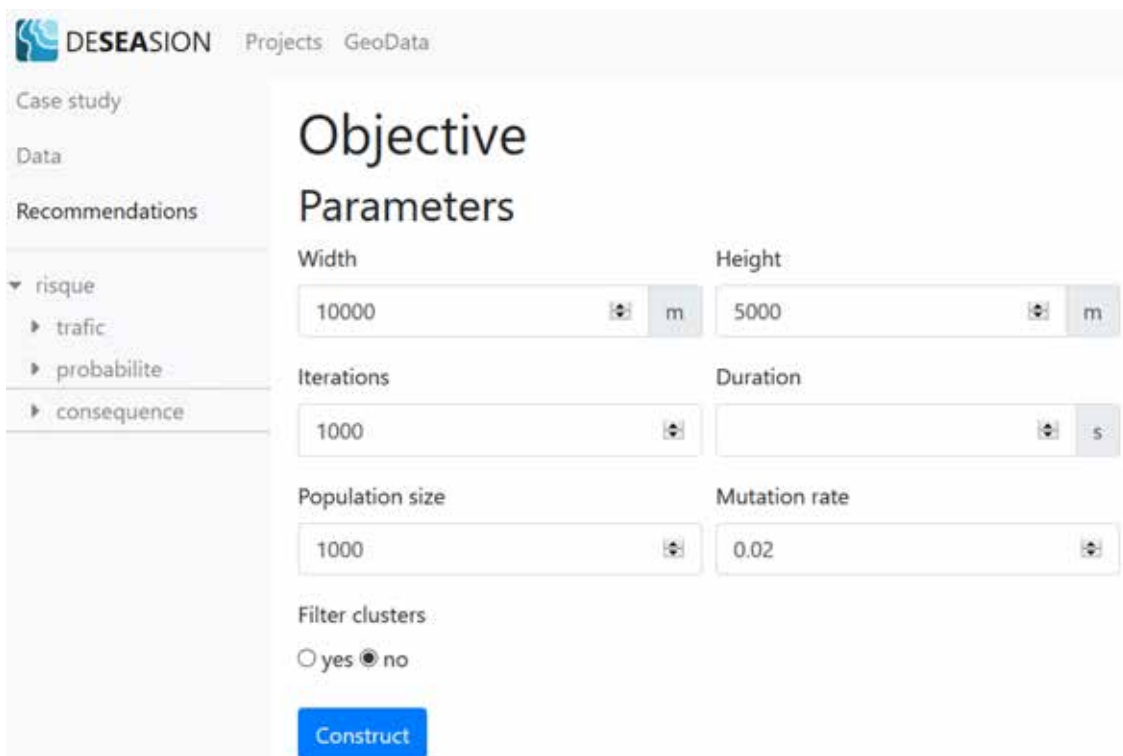 DESEASION Projects GeoData
Case study
Data
Recommendations
risque
trafic
probabilite
consequence
Objective
Parameters
Width Height
10000 m 5000 m
Iterations Duration
1000 s
Population size Mutation rate
1000 0.02
Filter clusters
yes no
Construct